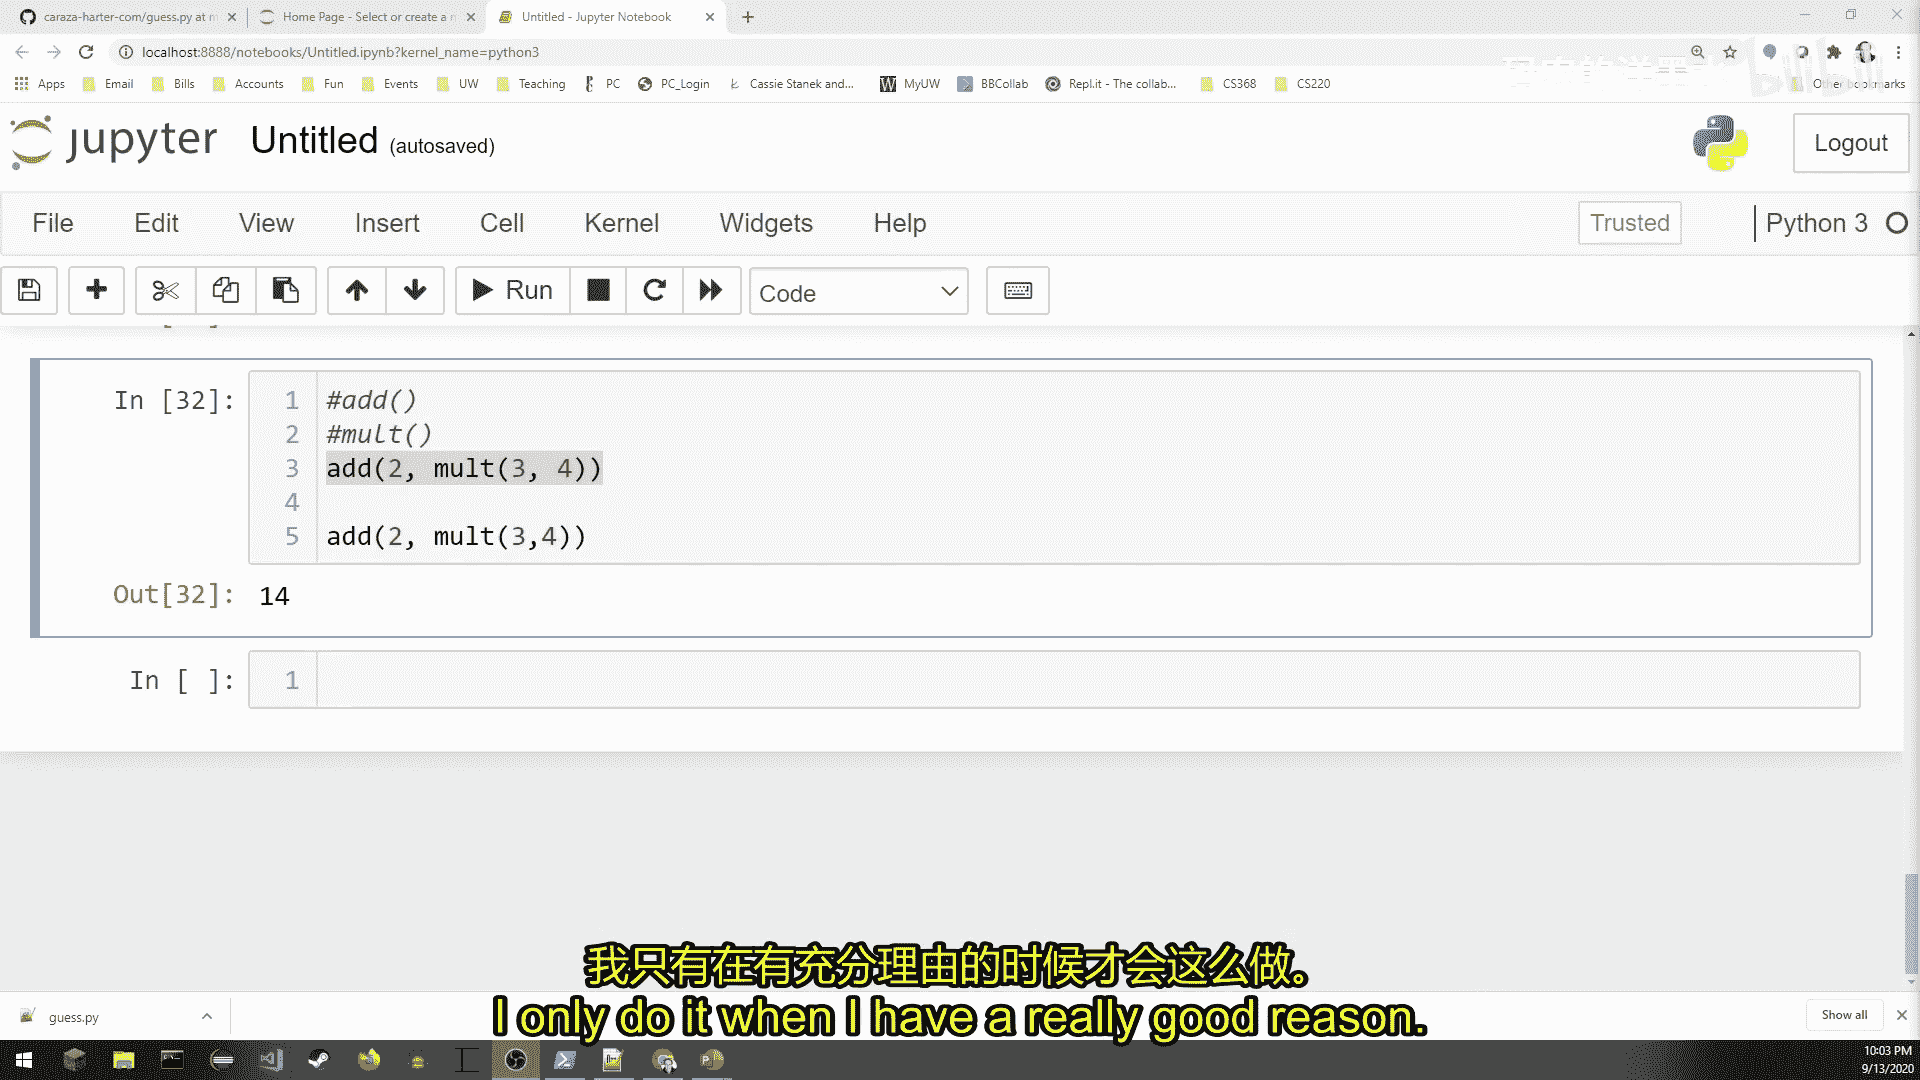 caraza-harter-com/guess.py at m
Home Page - Select or create a n
Untitled - Jupyter Notebook
localhost:8888/notebooks/Untitled.ipynb?kernel_name=python3
Apps Email Bills Accounts Fun Events UW Teaching PC PC_Login Cassie Stanek and... MyUW BBCollab Repl.it - The collab... CS368 CS220 Other bookmarks
jupyter Untitled (autosaved)
Logout
File Edit View Insert Cell Kernel Widgets Help Trusted Python 3
Run Code
In [32]:
1 #add()
2 #mult()
3 add(2, mult(3, 4))
4
5 add(2, mult(3,4))
Out[32]: 14
In [ ]: 1
我只有在有充分理由的时候才会这么做。
I only do it when I have a really good reason.
guess.py
Show all
10:03 PM
9/13/2020